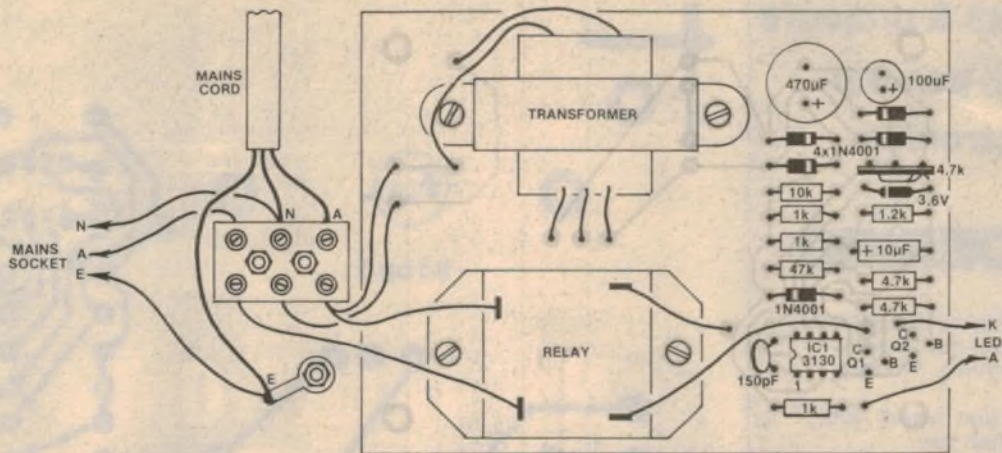 MAINS
CORD
TRANSFORMER
470µF
+
100uF
+
4x1N4001
4.7k
3.6V
10k
1k
1.2k
1k
+ 10µF
47k
4.7k
1N4001
4.7k
N
A
N
A
E
MAINS
SOCKET
E
RELAY
150pF
IC1
3130
1
C
Q1
B
E
C
Q2
B
E
K
LED
A
1k